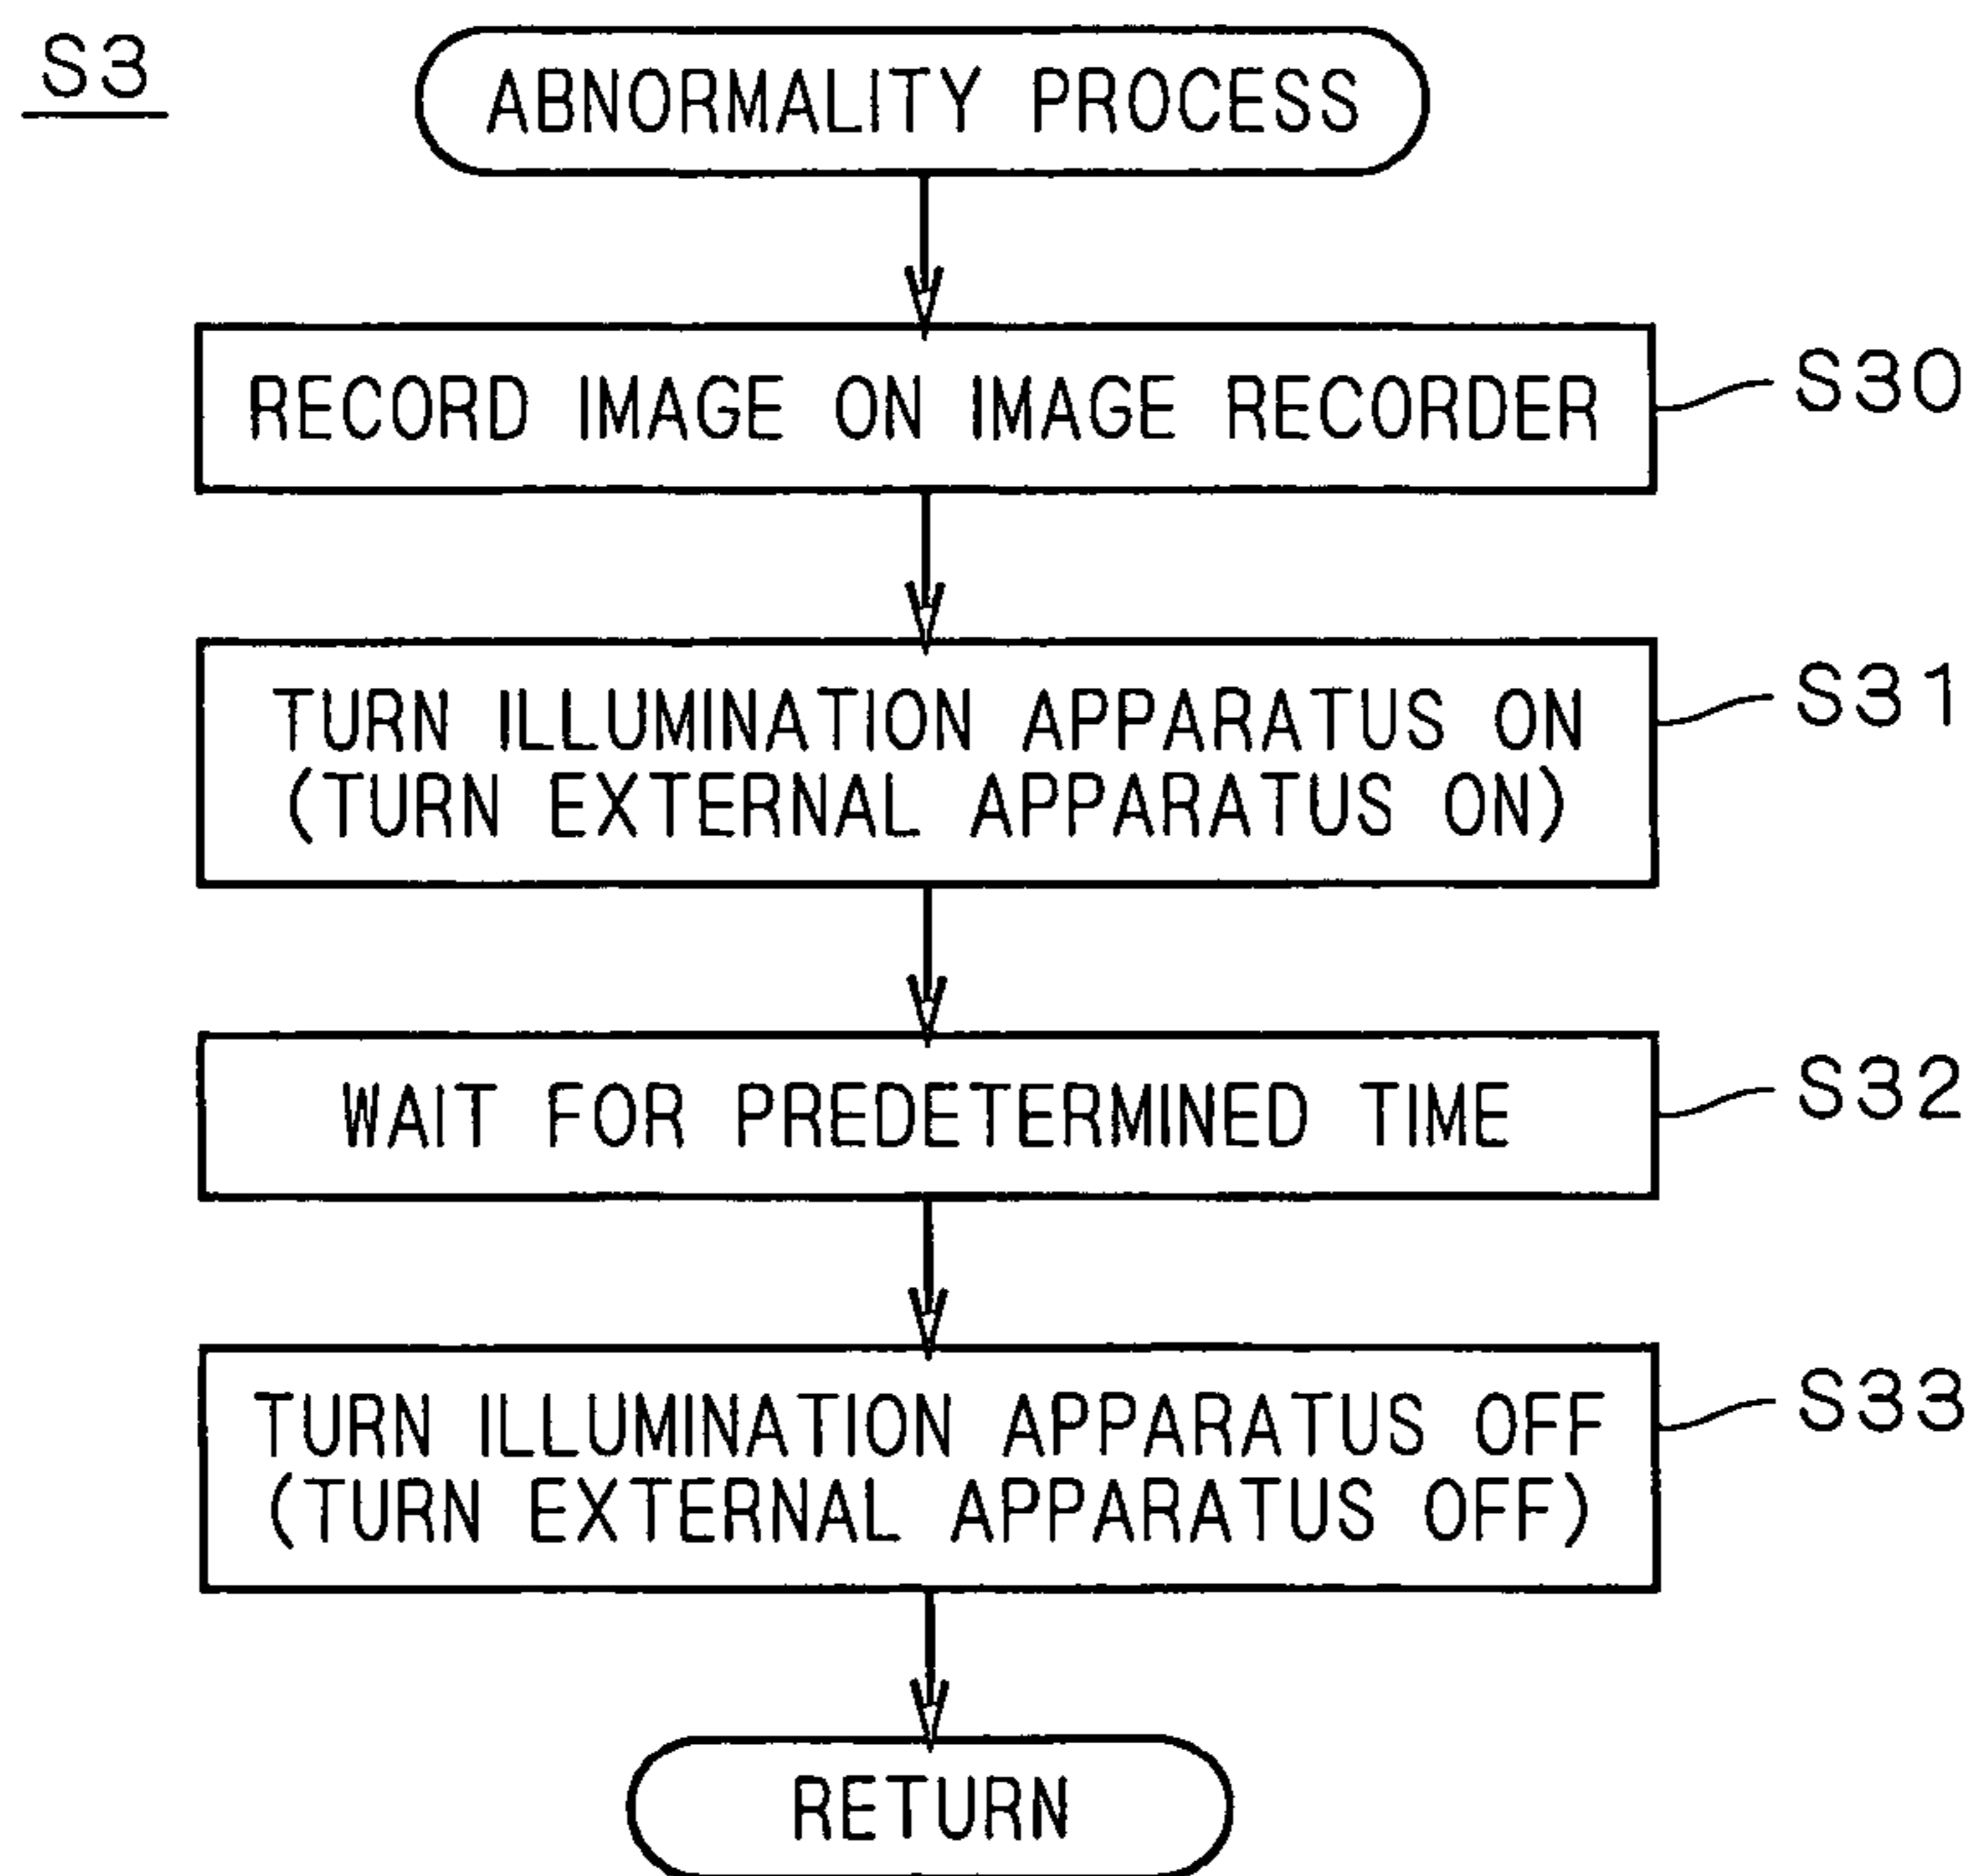 S3
ABNORMALITY PROCESS
RECORD IMAGE ON IMAGE RECORDER
S30
TURN ILLUMINATION APPARATUS ON
(TURN EXTERNAL APPARATUS ON)
S31
WAIT FOR PREDETERMINED TIME
S32
TURN ILLUMINATION APPARATUS OFF
(TURN EXTERNAL APPARATUS OFF)
S33
RETURN